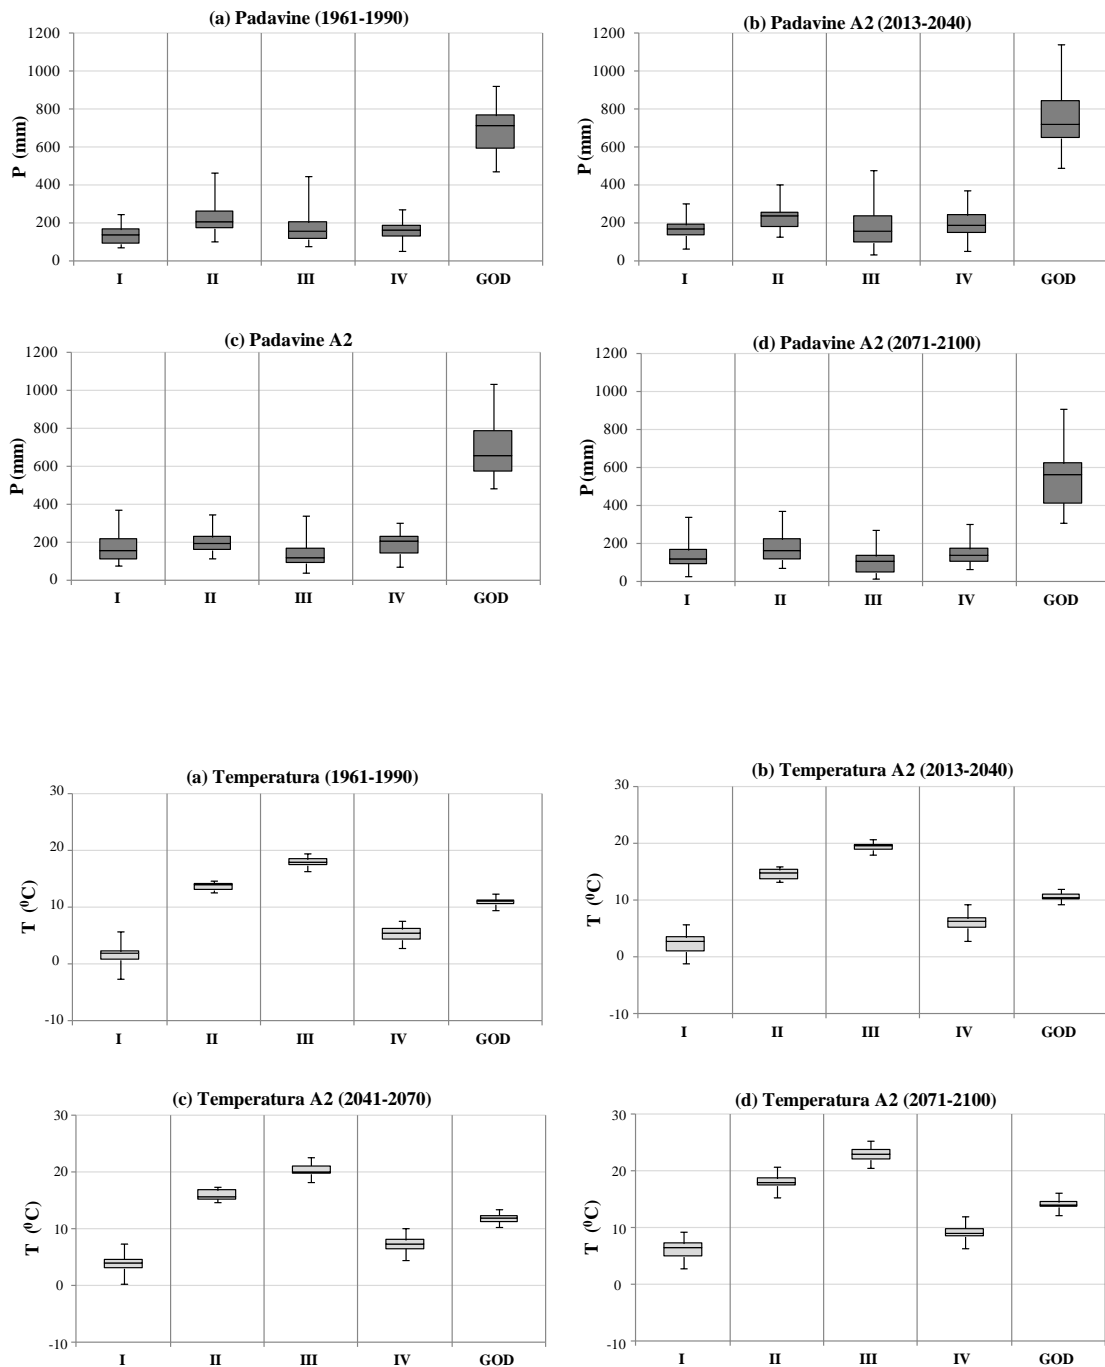 (a) Padavine (1961-1990)
1200
1000
800
600
400
200
0
P (mm)
I II III IV GOD
(b) Padavine A2 (2013-2040)
1200
1000
800
600
400
200
0
P (mm)
I II III IV GOD
(c) Padavine A2
1200
1000
800
600
400
200
0
P (mm)
I II III IV GOD
(d) Padavine A2 (2071-2100)
1200
1000
800
600
400
200
0
P (mm)
I II III IV GOD
(a) Temperatura (1961-1990)
30
20
10
0
-10
T (⁰C)
I II III IV GOD
(b) Temperatura A2 (2013-2040)
30
20
10
0
-10
T (⁰C)
I II III IV GOD
(c) Temperatura A2 (2041-2070)
30
20
10
0
-10
T (⁰C)
I II III IV GOD
(d) Temperatura A2 (2071-2100)
30
20
10
0
-10
T (⁰C)
I II III IV GOD